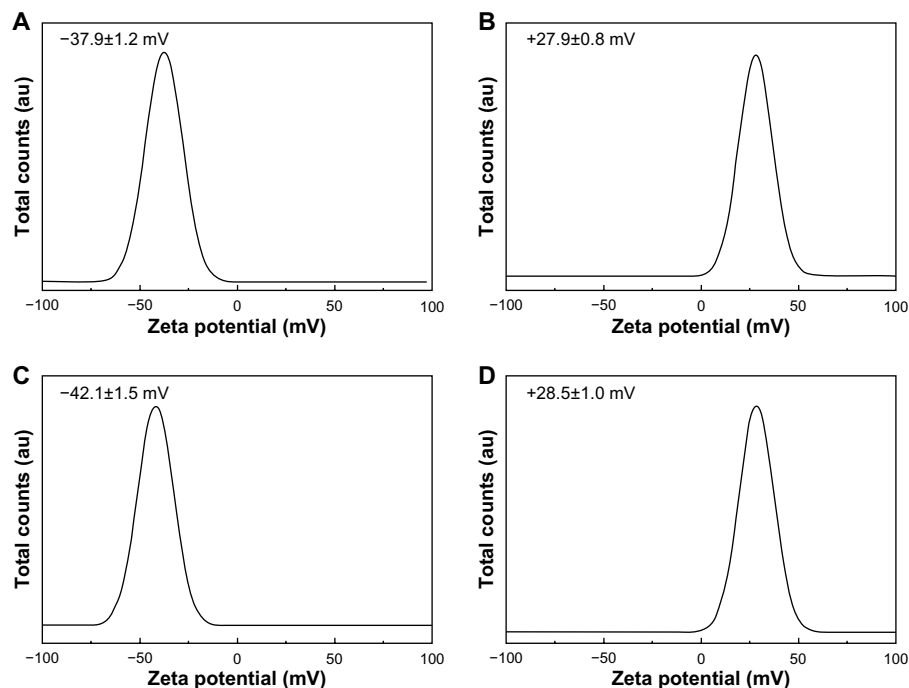 A
−37.9±1.2 mV
Total counts (au)
−100 −50 0 50 100
Zeta potential (mV)
B
+27.9±0.8 mV
Total counts (au)
−100 −50 0 50 100
Zeta potential (mV)
C
−42.1±1.5 mV
Total counts (au)
−100 −50 0 50 100
Zeta potential (mV)
D
+28.5±1.0 mV
Total counts (au)
−100 −50 0 50 100
Zeta potential (mV)